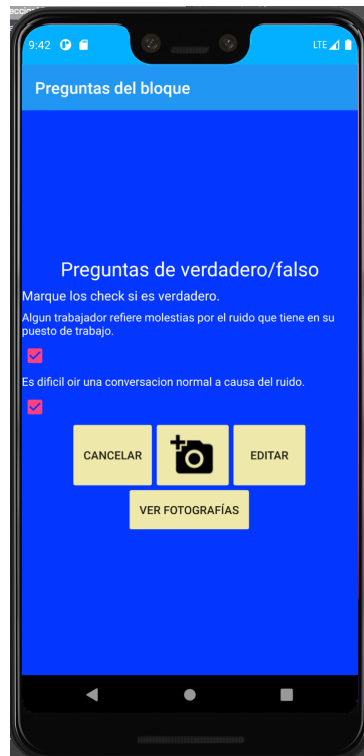 9:42
LTE
Preguntas del bloque
Preguntas de verdadero/falso
Marque los check si es verdadero.
Algun trabajador refiere molestias por el ruido que tiene en su
puesto de trabajo.
Es dificil oir una conversacion normal a causa del ruido.
CANCELAR
EDITAR
VER FOTOGRAFÍAS